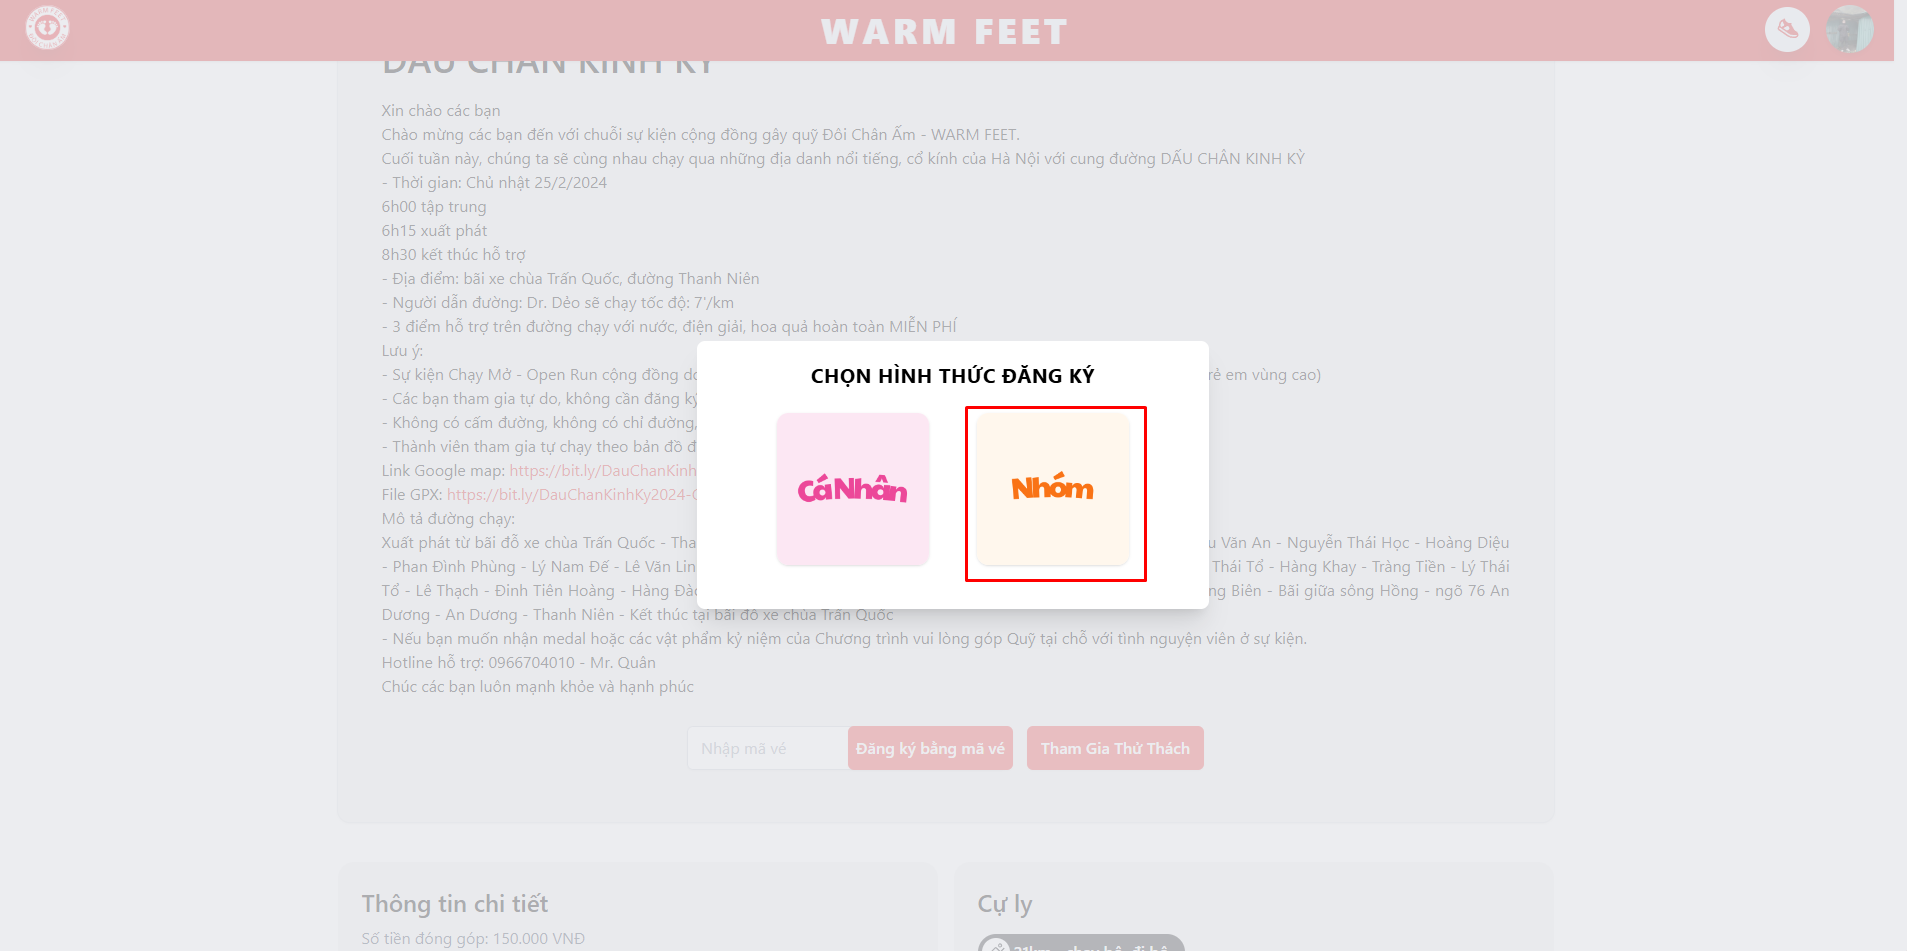 WARM FEET
DẤU CHÂN KINH KỲ
Xin chào các bạn
Chào mừng các bạn đến với chuỗi sự kiện cộng đồng gây quỹ Đôi Chân Ấm - WARM FEET.
Cuối tuần này, chúng ta sẽ cùng nhau chạy qua những địa danh nổi tiếng, cổ kính của Hà Nội với cung đường DẤU CHÂN KINH KỲ
- Thời gian: Chủ nhật 25/2/2024
6h00 tập trung
6h15 xuất phát
8h30 kết thúc hỗ trợ
- Địa điểm: bãi xe chùa Trấn Quốc, đường Thanh Niên
- Người dẫn đường: Dr. Dẻo sẽ chạy tốc độ: 7'/km
- 3 điểm hỗ trợ trên đường chạy với nước, điện giải, hoa quả hoàn toàn MIỄN PHÍ
Lưu ý:
- Sự kiện Chạy Mở - Open Run cộng đồng rẻ em vùng cao)
- Các bạn tham gia tự do, không cần đăng ký
- Không có cấm đường, không có chỉ đường,
- Thành viên tham gia tự chạy theo bản đồ
Link Google map: https://bit.ly/DauChanKinh
File GPX: https://bit.ly/DauChanKinhKy2024-
Mô tả đường chạy:
Xuất phát từ bãi đỗ xe chùa Trấn Quốc - Văn An - Nguyễn Thái Học - Hoàng Diệu
- Phan Đình Phùng - Lý Nam Đế - Lê Văn Thái Tổ - Hàng Khay - Tràng Tiền - Lý Thái
Tổ - Lê Thạch - Đinh Tiên Hoàng - Hàng Biên - Bãi giữa sông Hồng - ngõ 76 An
Dương - An Dương - Thanh Niên - Kết thúc tại bãi đỗ xe chùa Trấn Quốc
- Nếu bạn muốn nhận medal hoặc các vật phẩm kỷ niệm của Chương trình vui lòng góp Quỹ tại chỗ với tình nguyện viên ở sự kiện.
Hotline hỗ trợ: 0966704010 - Mr. Quân
Chúc các bạn luôn mạnh khỏe và hạnh phúc
CHỌN HÌNH THỨC ĐĂNG KÝ
Cá Nhân
Nhóm
Nhập mã vé
Đăng ký bằng mã vé
Tham Gia Thử Thách
Thông tin chi tiết
Số tiền đóng góp: 150.000 VNĐ
Cự ly
21km - chạy bộ, đi bộ